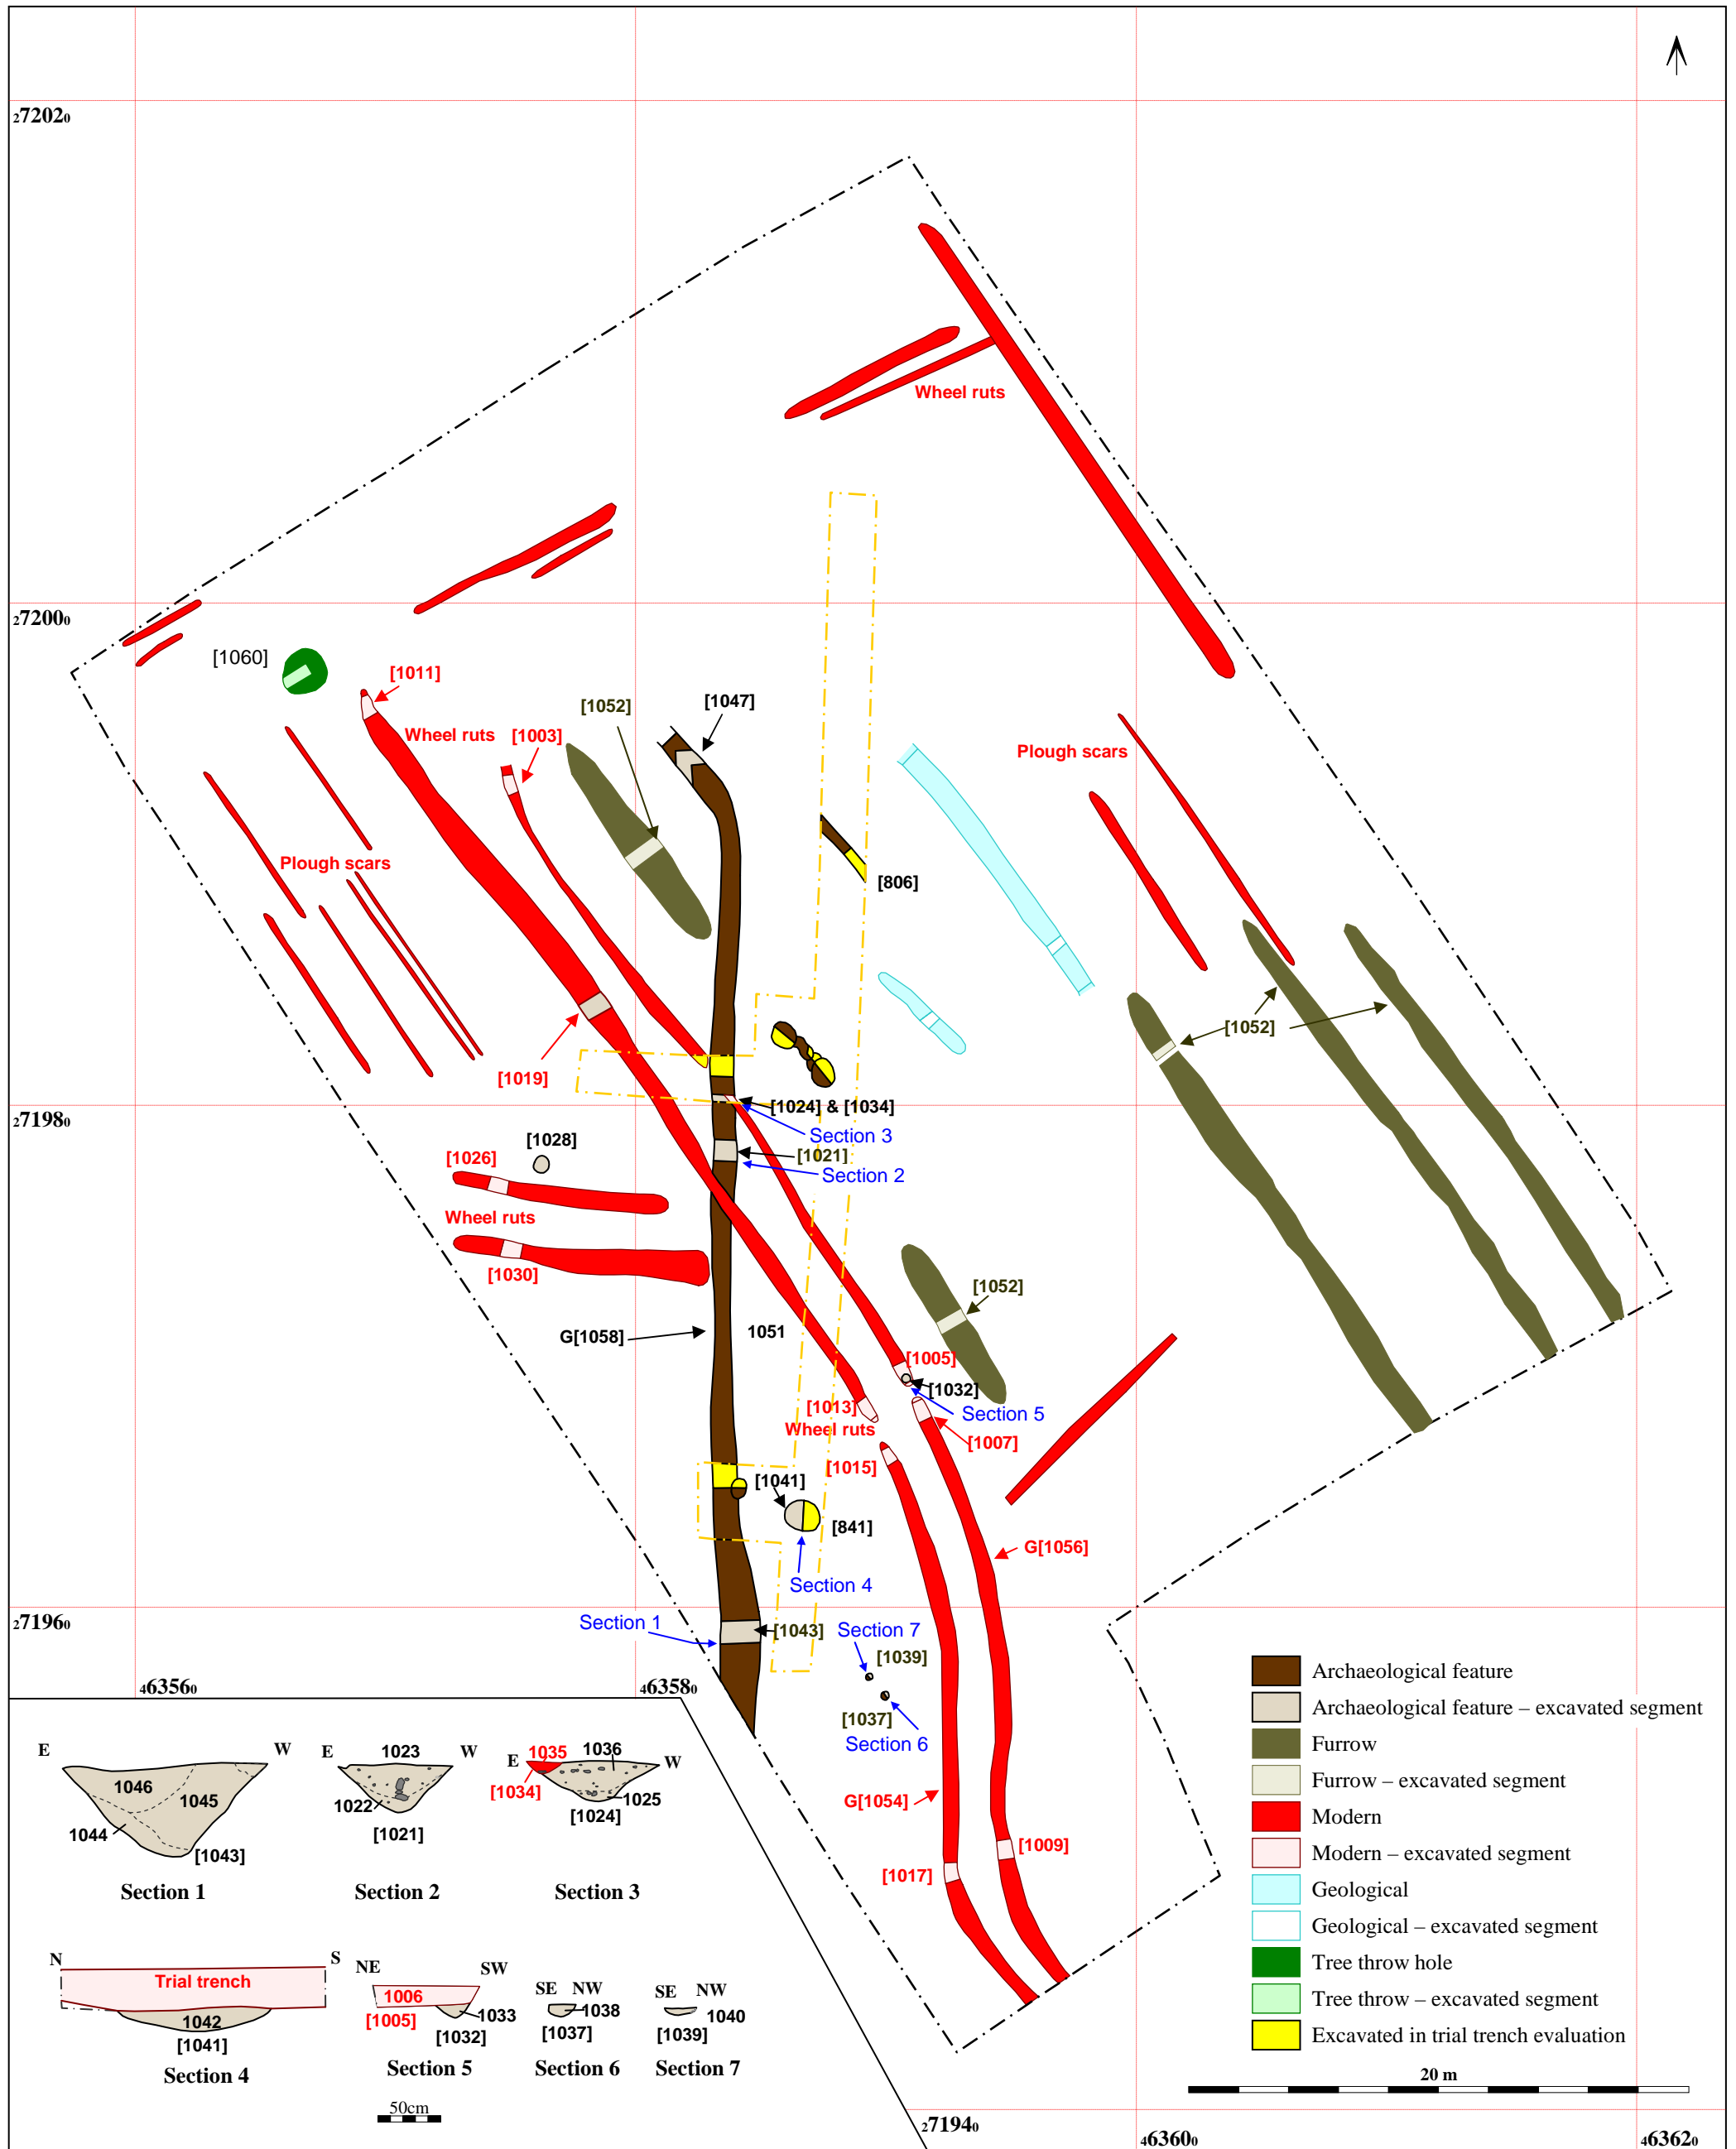 272020
Wheel ruts
272000
[1060]
[1011]
[1052]
[1047]
Wheel ruts
[1003]
Plough scars
Plough scars
[806]
[1052]
[1019]
[1024] & [1034]
271980
Section 3
[1028]
[1021]
[1026]
Section 2
Wheel ruts
[1030]
[1052]
G[1058]
1051
[1005]
[1032]
[1013]
Section 5
Wheel ruts
[1007]
[1015]
[1041]
[841]
G[1056]
Section 4
271960
Section 1
[1043]
Section 7
[1039]
[1037]
Section 6
463560
463580
G[1054]
[1009]
[1017]
E
W
1046
1045
1044
[1043]
Section 1
E
1023
W
1022
[1021]
Section 2
E
1035
1036
W
[1034]
1025
[1024]
Section 3
N
S
Trial trench
1042
[1041]
Section 4
NE
SW
1006
[1005]
1033
[1032]
Section 5
SE NW
1038
[1037]
Section 6
SE NW
1040
[1039]
Section 7
50cm
Archaeological feature
Archaeological feature – excavated segment
Furrow
Furrow – excavated segment
Modern
Modern – excavated segment
Geological
Geological – excavated segment
Tree throw hole
Tree throw – excavated segment
Excavated in trial trench evaluation
20 m
271940
463600
463620